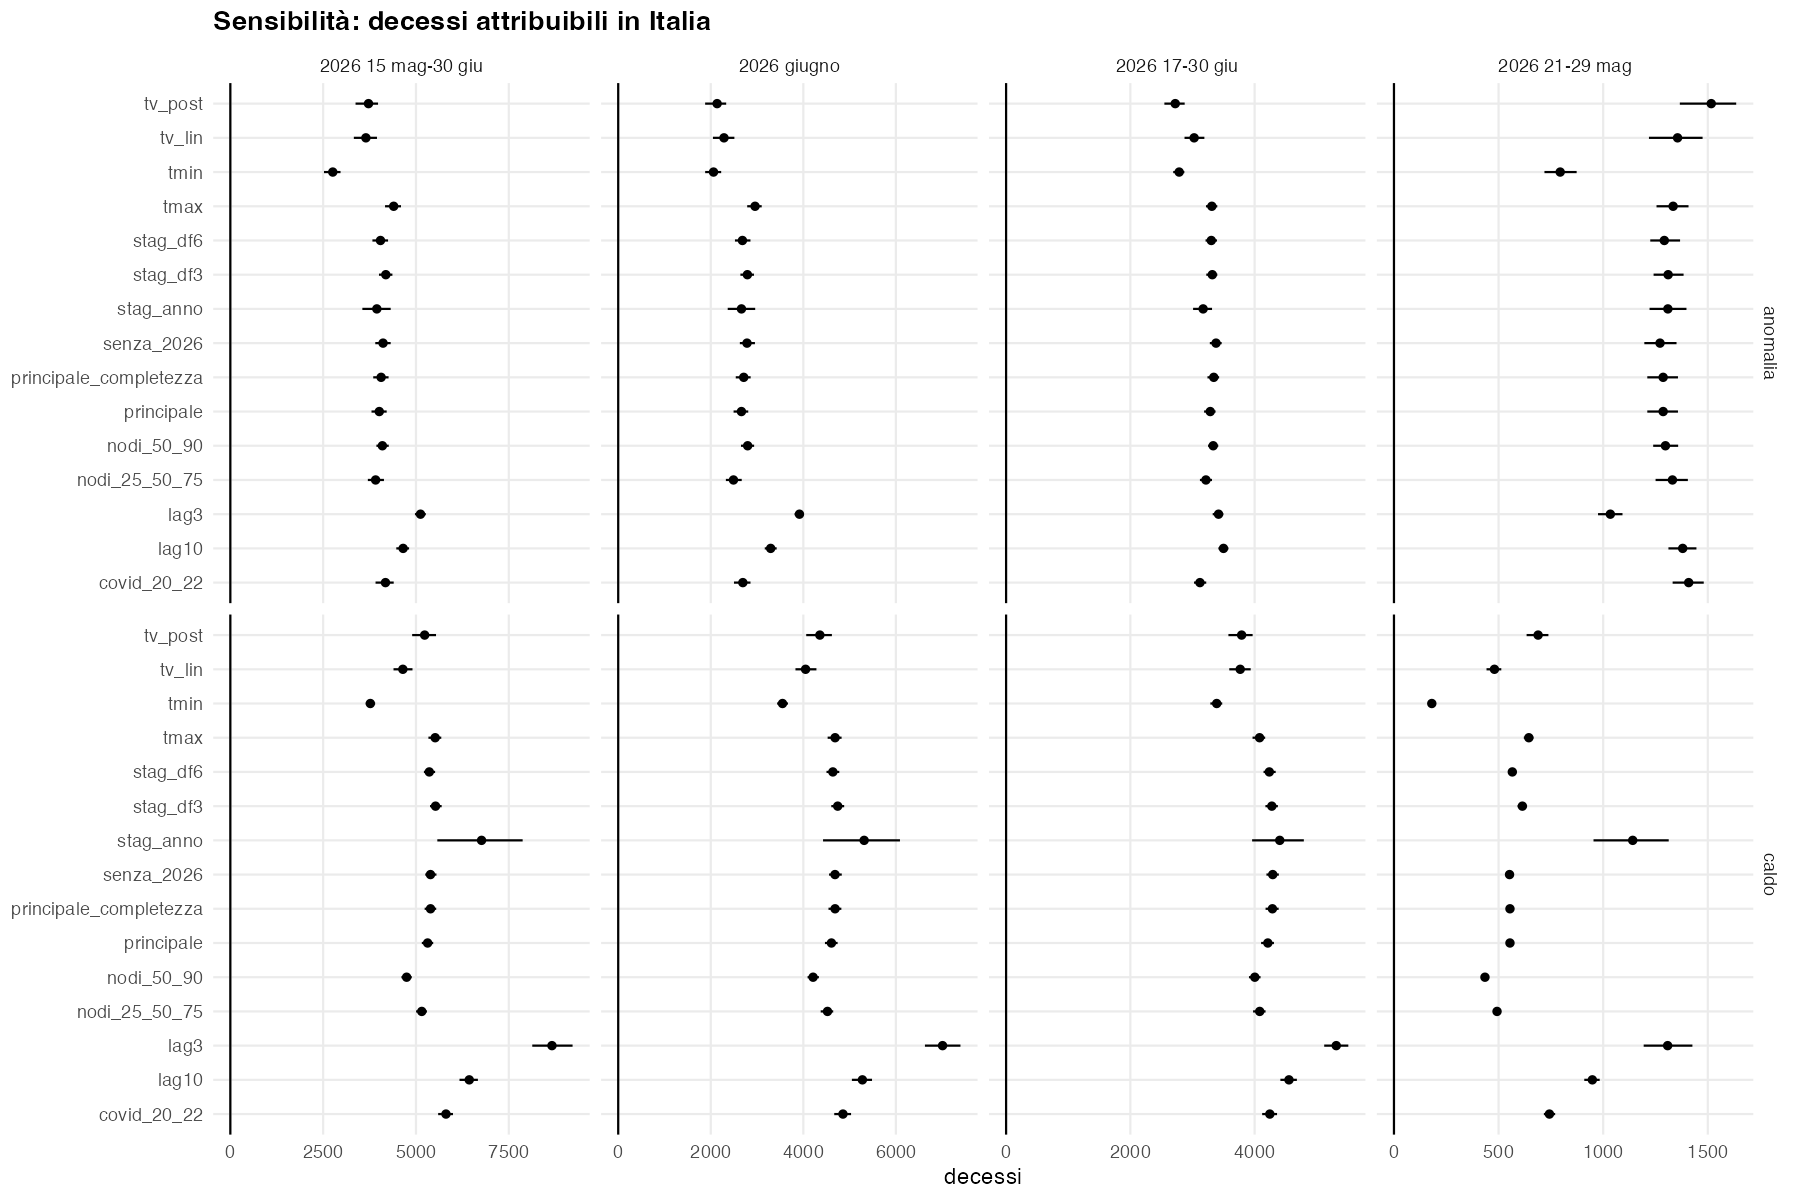 Sensibilità: decessi attribuibili in Italia
2026 15 mag-30 giu
2026 giugno
2026 17-30 giu
2026 21-29 mag
tv_post
tv_lin
tmin
tmax
stag_df6
stag_df3
stag_anno
senza_2026
principale_completezza
principale
nodi_50_90
nodi_25_50_75
lag3
lag10
covid_20_22
anomalia
tv_post
tv_lin
tmin
tmax
stag_df6
stag_df3
stag_anno
senza_2026
principale_completezza
principale
nodi_50_90
nodi_25_50_75
lag3
lag10
covid_20_22
caldo
0 2500 5000 7500
0 2000 4000 6000
0 2000 4000
0 500 1000 1500
decessi